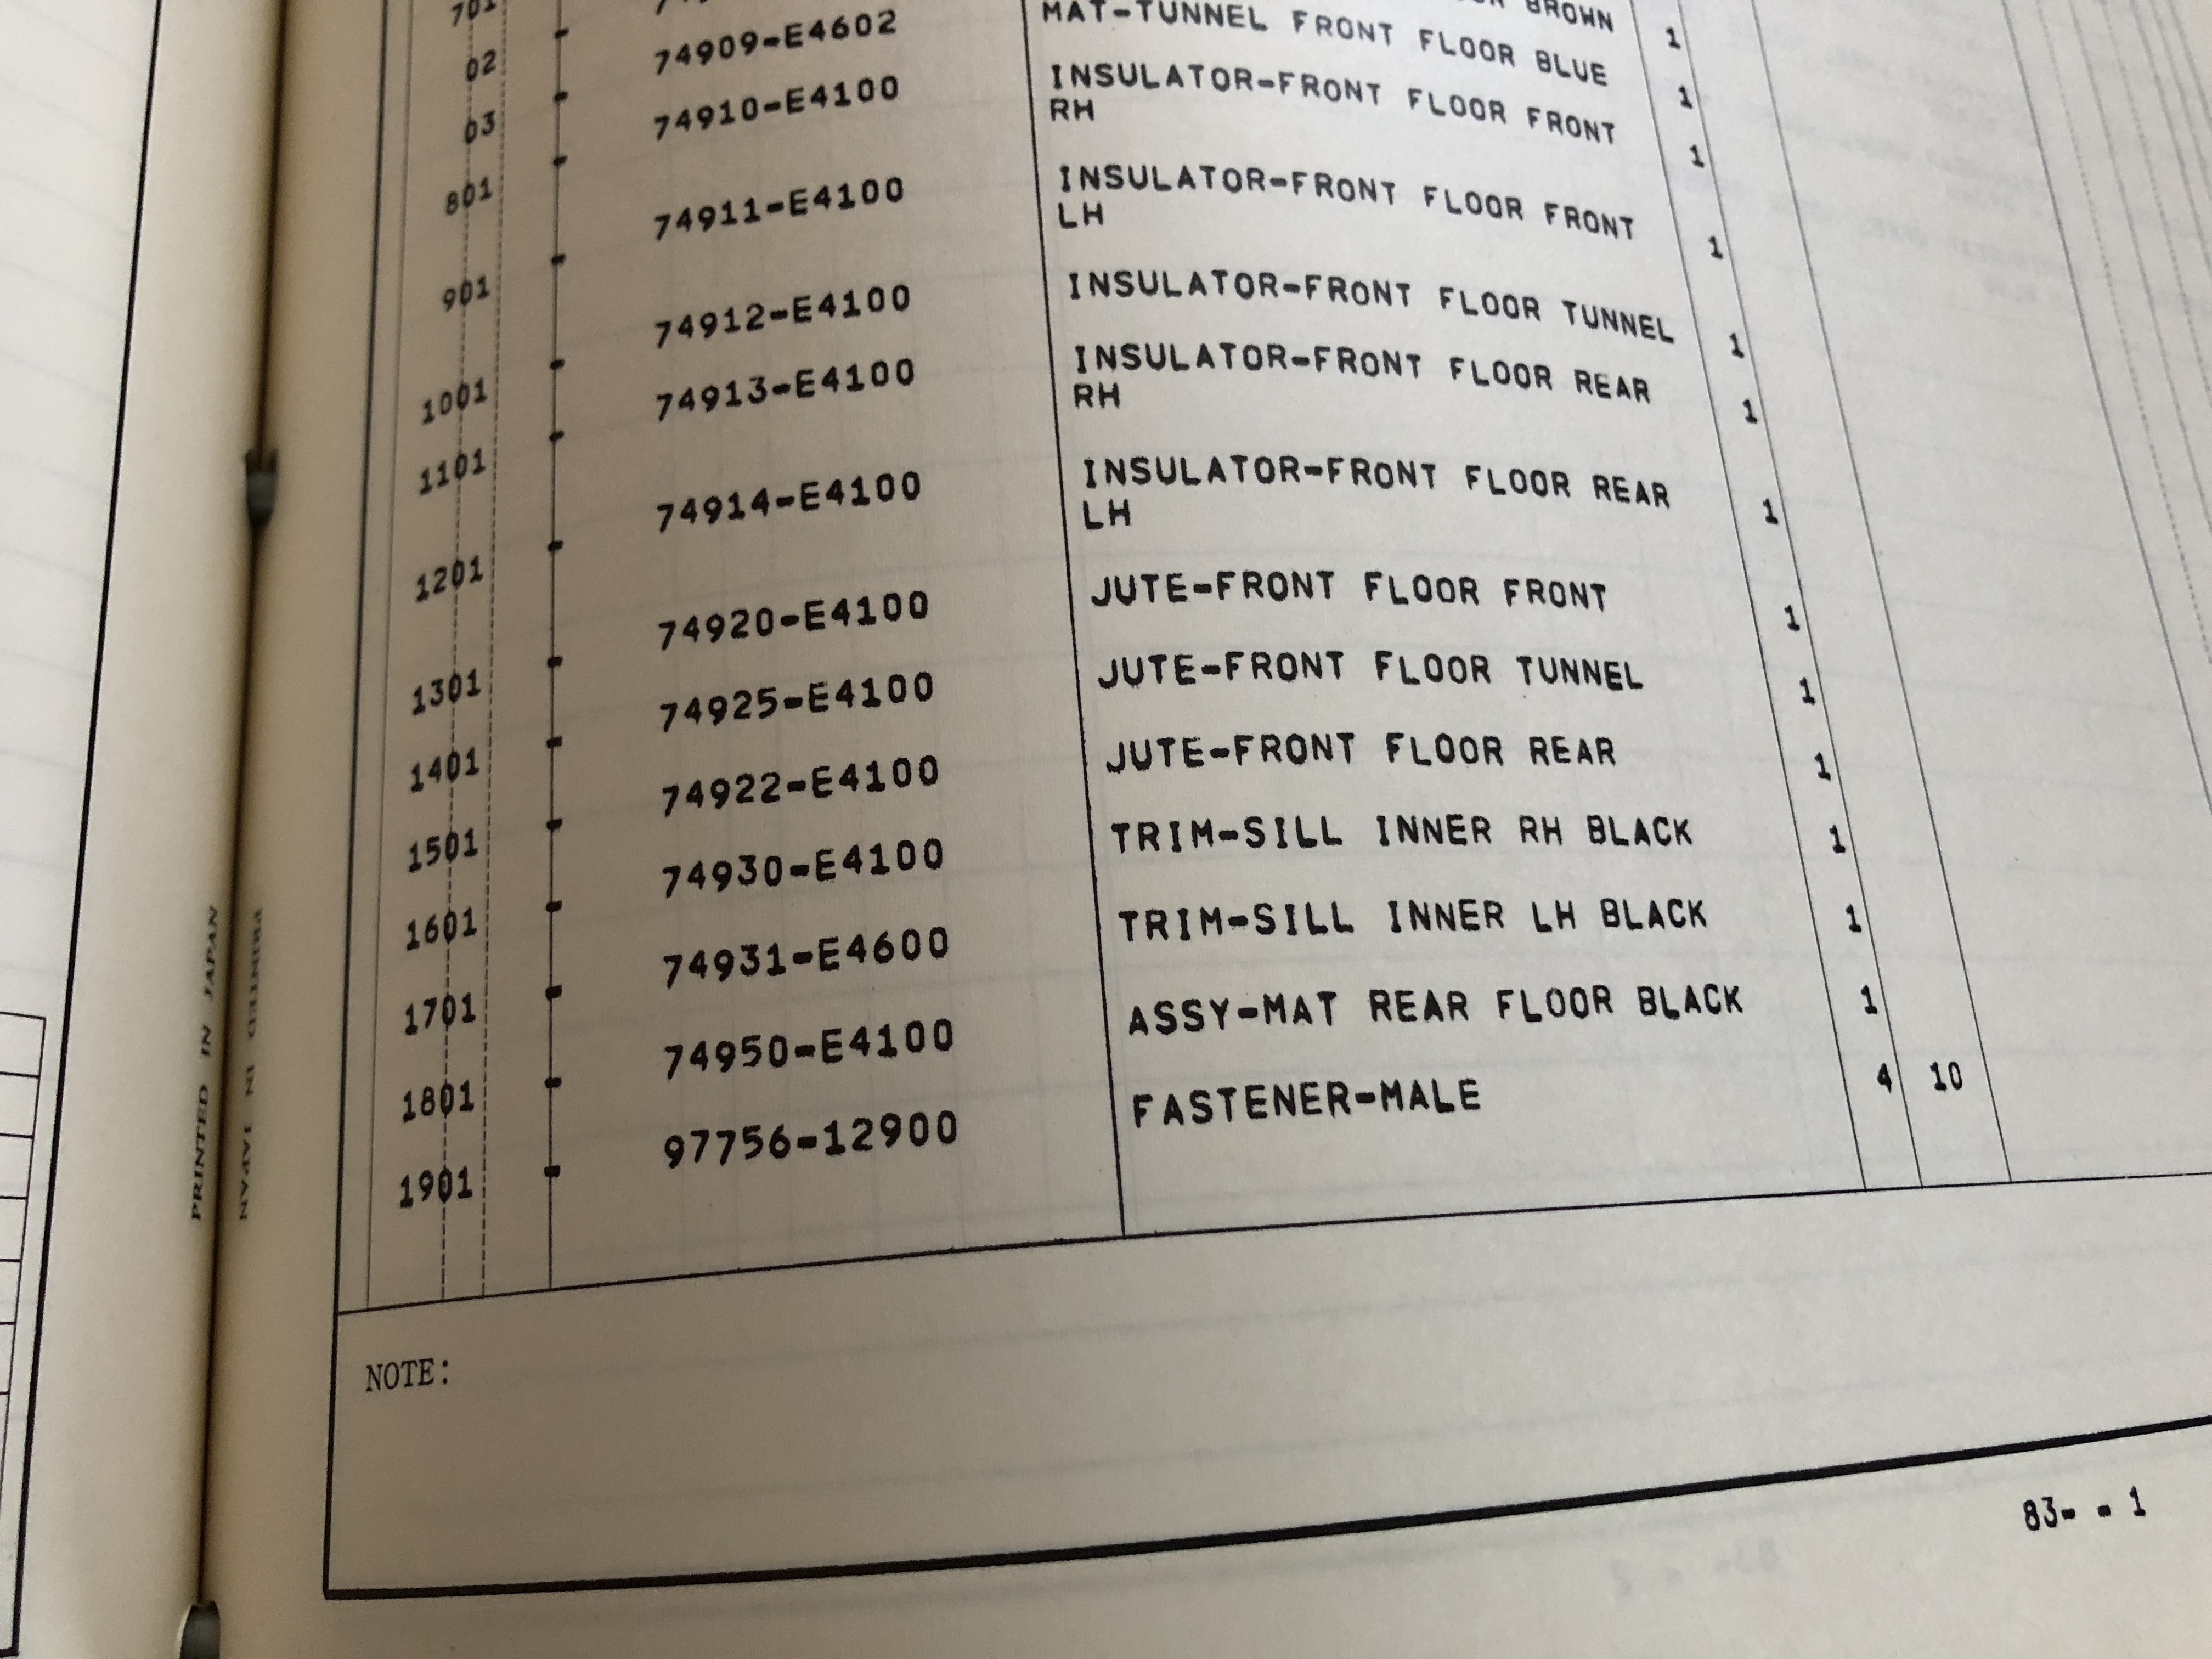 701
02 BROWN 1
03 74909-E4602 MAT-TUNNEL FRONT FLOOR BLUE 1
801 74910-E4100 INSULATOR-FRONT FLOOR FRONT 1
RH
901 74911-E4100 INSULATOR-FRONT FLOOR FRONT 1
LH
1001 74912-E4100 INSULATOR-FRONT FLOOR TUNNEL 1
1101 74913-E4100 INSULATOR-FRONT FLOOR REAR 1
RH
1201 74914-E4100 INSULATOR-FRONT FLOOR REAR 1
LH
1301 74920-E4100 JUTE-FRONT FLOOR FRONT 1
1401 74925-E4100 JUTE-FRONT FLOOR TUNNEL 1
1501 74922-E4100 JUTE-FRONT FLOOR REAR 1
1601 74930-E4100 TRIM-SILL INNER RH BLACK 1
1701 74931-E4600 TRIM-SILL INNER LH BLACK 1
1801 74950-E4100 ASSY-MAT REAR FLOOR BLACK 1
1901 97756-12900 FASTENER-MALE 4 10
NOTE:
83- - 1
PRINTED IN JAPAN
PRINTED IN JAPAN